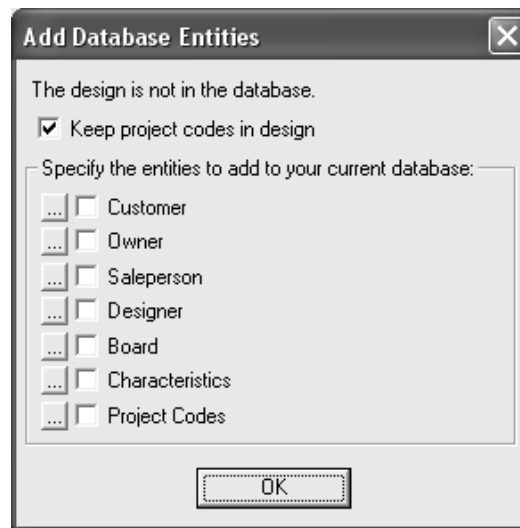 Add Database Entities
The design is not in the database.
Keep project codes in design
Specify the entities to add to your current database:
... Customer
... Owner
... Saleperson
... Designer
... Board
... Characteristics
... Project Codes
OK